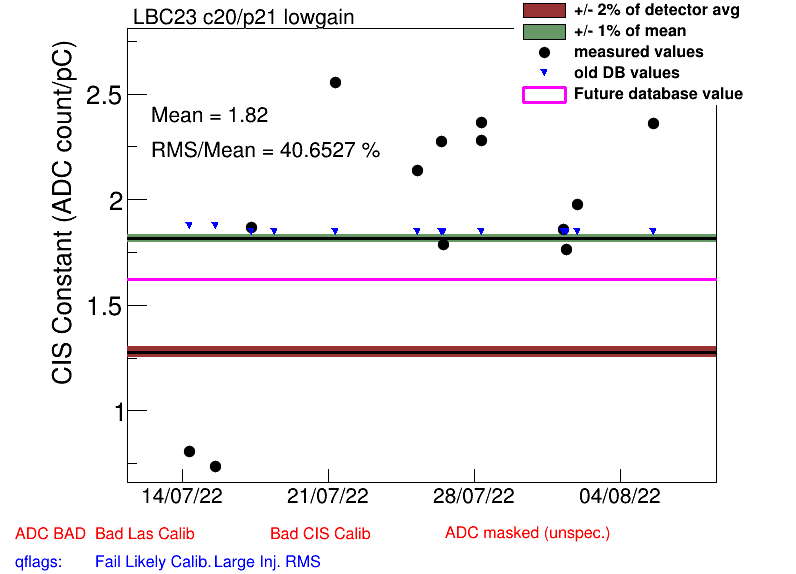 LBC23 c20/p21 lowgain
+/- 2% of detector avg
+/- 1% of mean
measured values
old DB values
Future database value
Mean = 1.82
RMS/Mean = 40.6527 %
CIS Constant (ADC count/pC)
2.5
2
1.5
1
14/07/22 21/07/22 28/07/22 04/08/22
ADC BAD Bad Las Calib Bad CIS Calib ADC masked (unspec.)
qflags: Fail Likely Calib. Large Inj. RMS